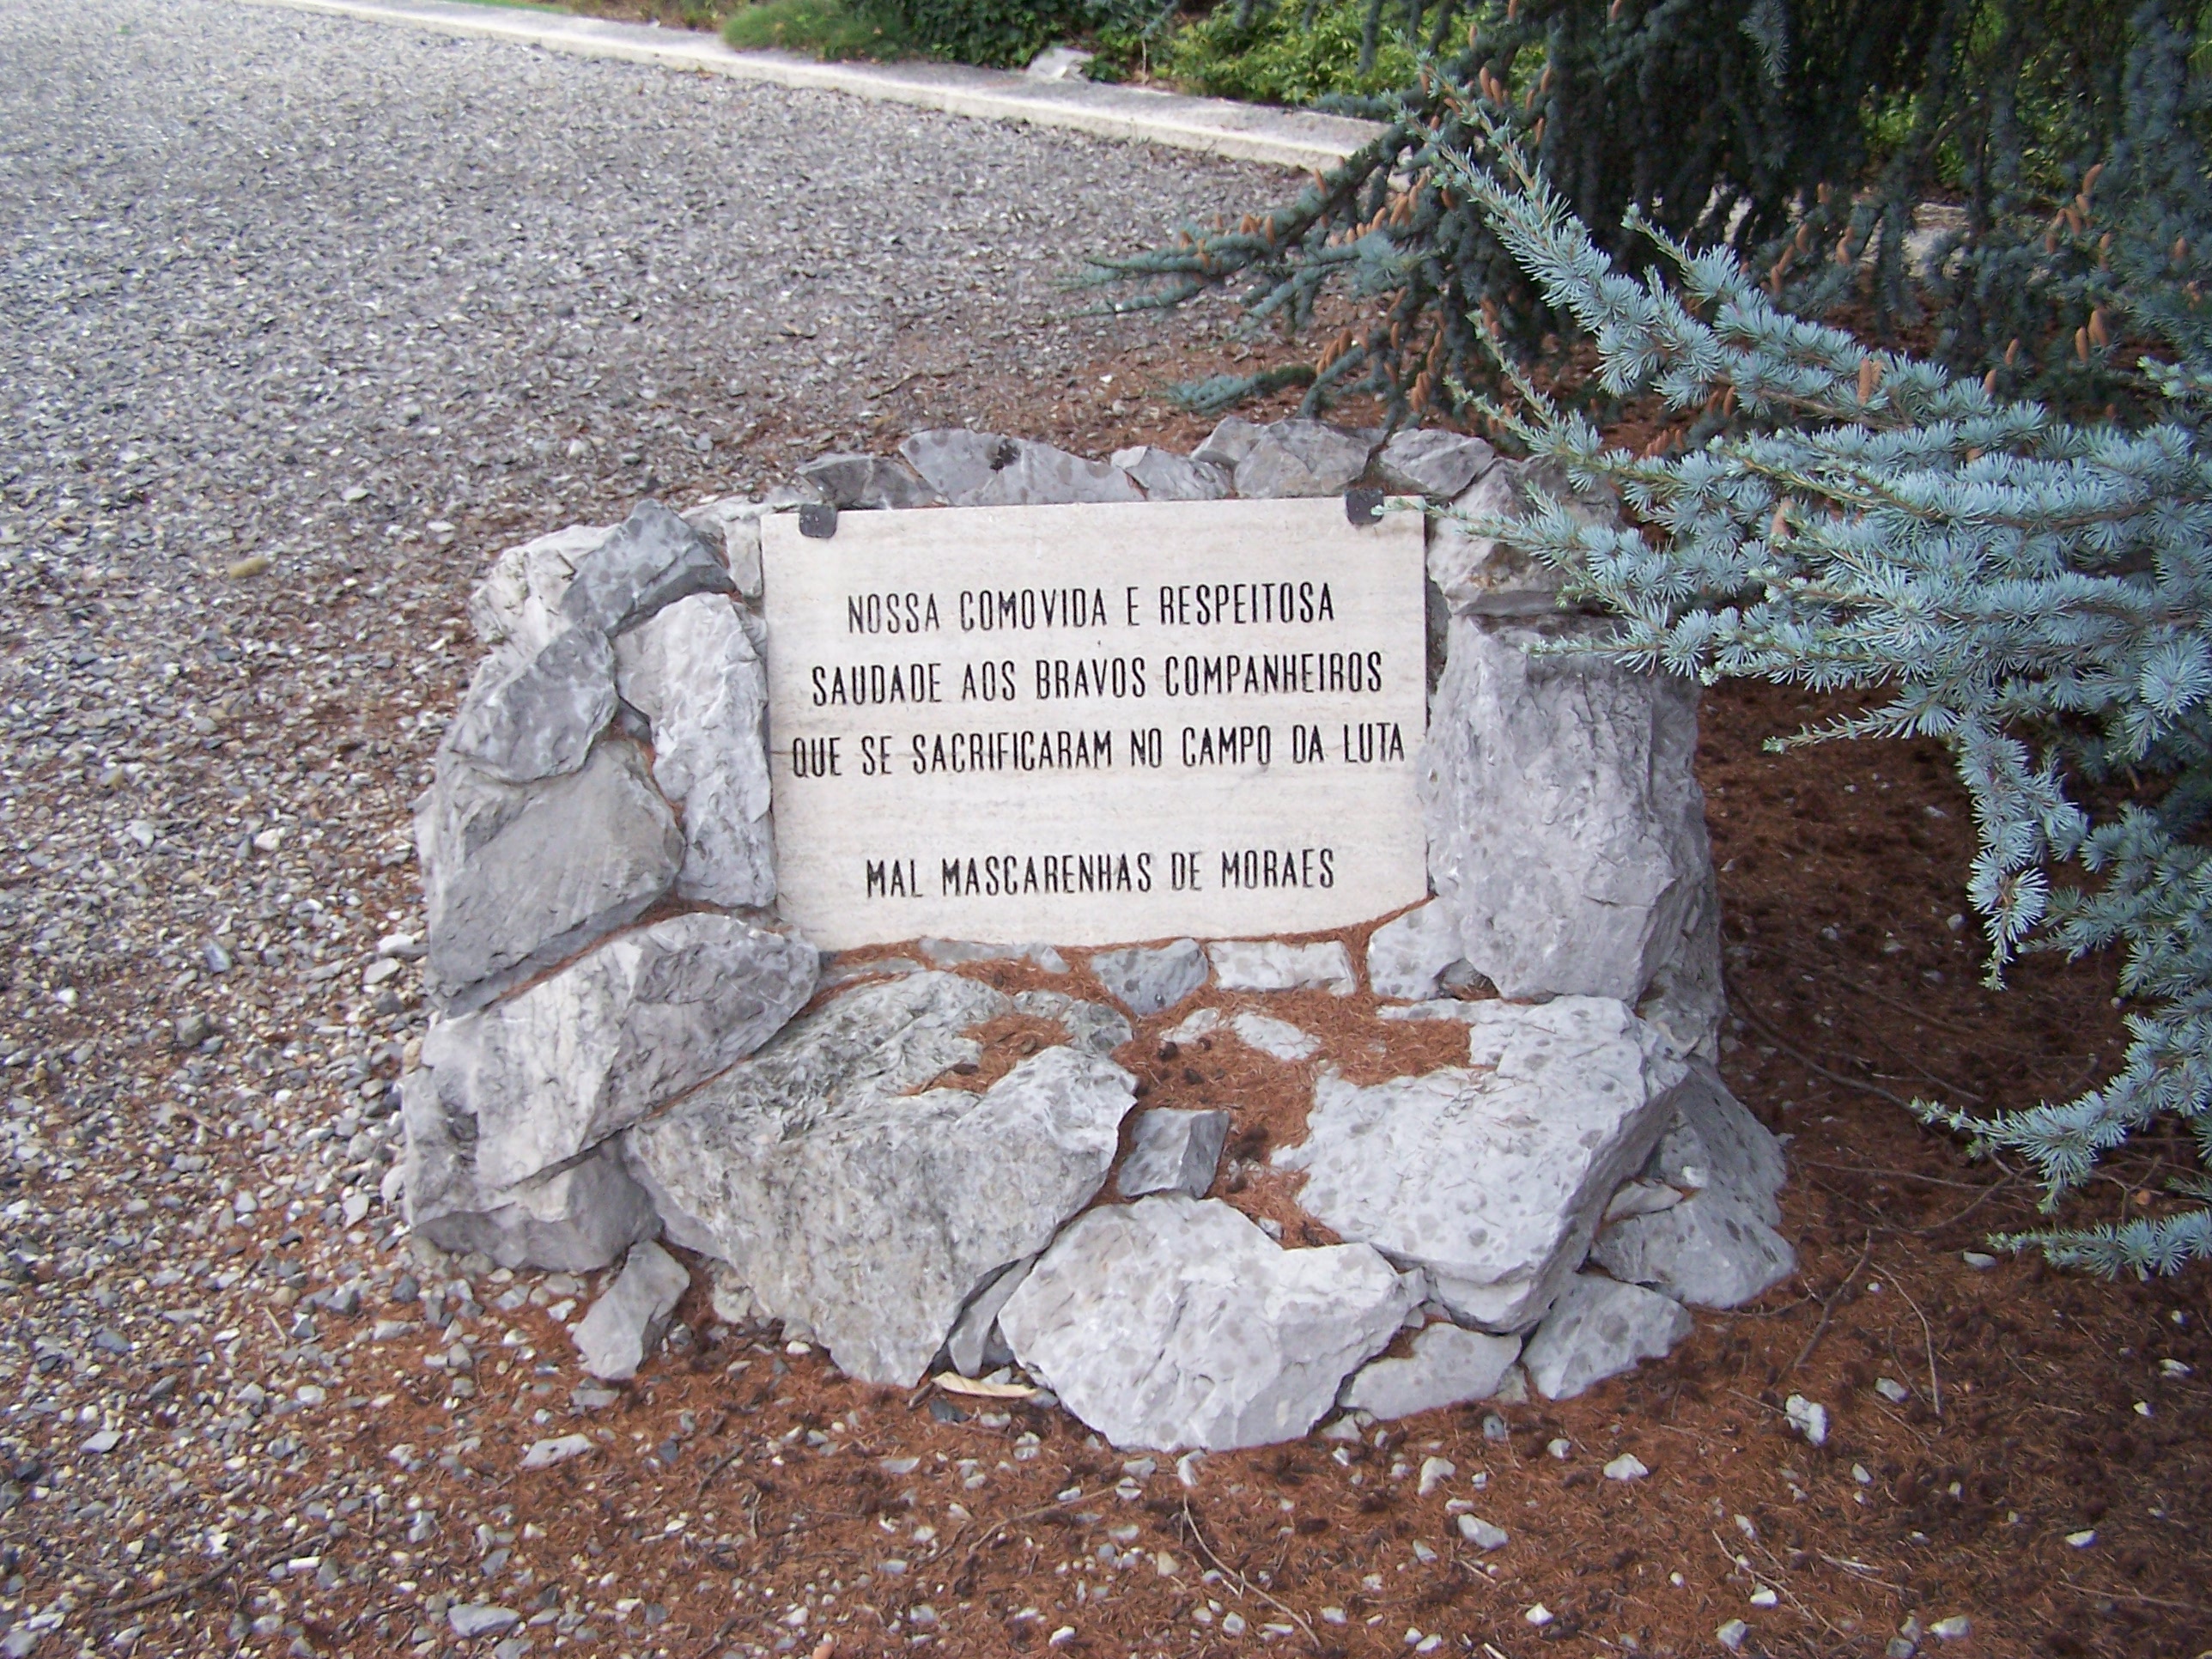 NOSSA COMOVIDA E RESPEITOSA
SAUDADE AOS BRAVOS COMPANHEIROS
QUE SE SACRIFICARAM NO CAMPO DA LUTA
MAL MASCARENHAS DE MORAES